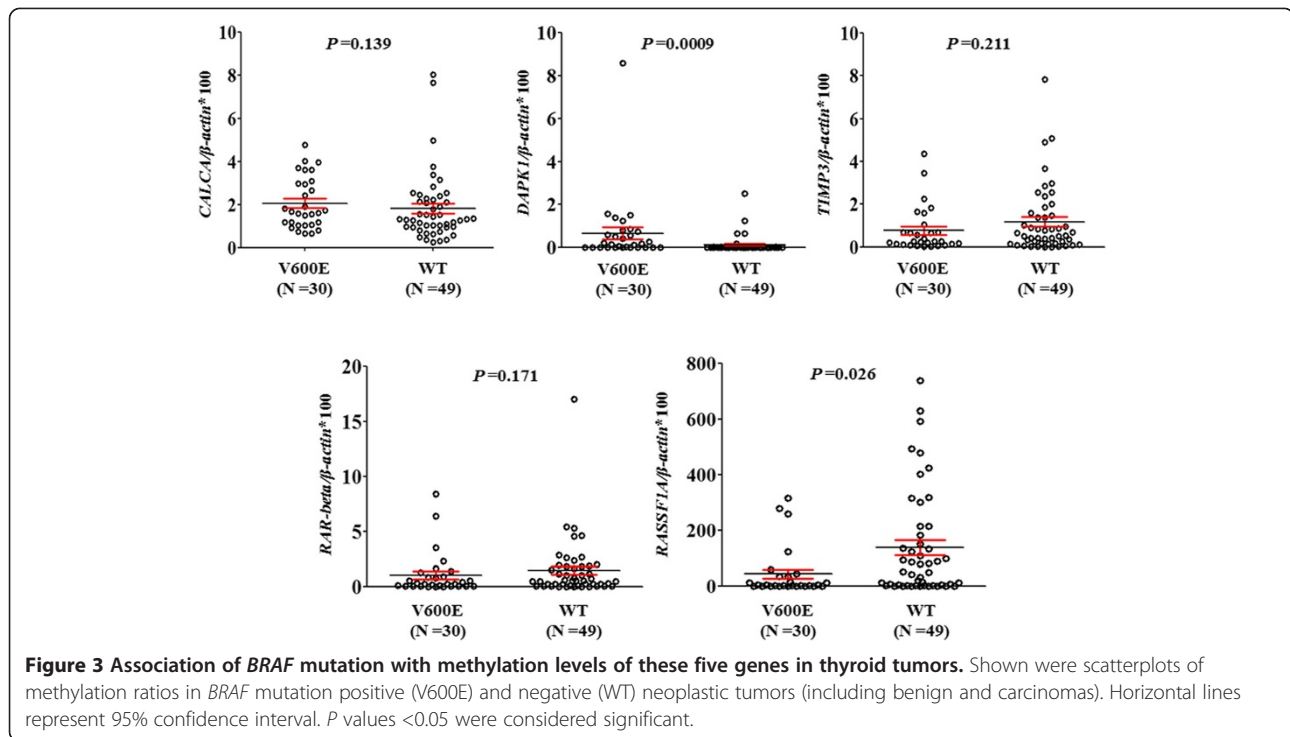 P=0.139
CALCA/β-actin*100
10
8
6
4
2
0
V600E
(N =30)
WT
(N =49)
P=0.0009
DAPK1/β-actin*100
10
8
6
4
2
0
V600E
(N =30)
WT
(N =49)
P=0.211
TIMP3/β-actin*100
10
8
6
4
2
0
V600E
(N =30)
WT
(N =49)
P=0.171
RAR-beta/β-actin*100
20
15
10
5
0
V600E
(N =30)
WT
(N =49)
P=0.026
RASSF1A/β-actin*100
800
600
400
200
0
V600E
(N =30)
WT
(N =49)
Figure 3 Association of BRAF mutation with methylation levels of these five genes in thyroid tumors. Shown were scatterplots of
methylation ratios in BRAF mutation positive (V600E) and negative (WT) neoplastic tumors (including benign and carcinomas). Horizontal lines
represent 95% confidence interval. P values <0.05 were considered significant.